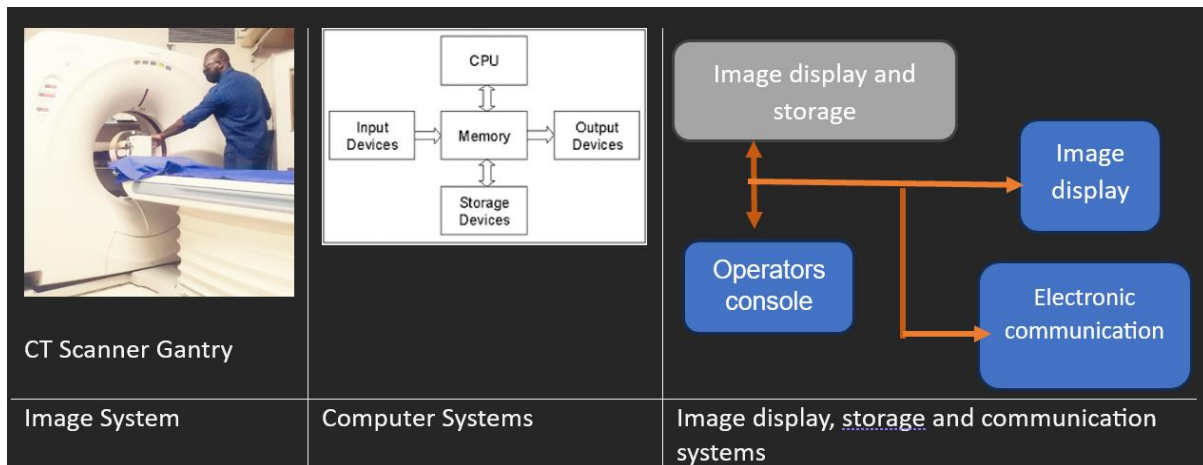 CPU
Input
Devices
Memory
Output
Devices
Storage
Devices
Image display and
storage
Image
display
Operators
console
Electronic
communication
CT Scanner Gantry
Image System
Computer Systems
Image display, storage and communication
systems